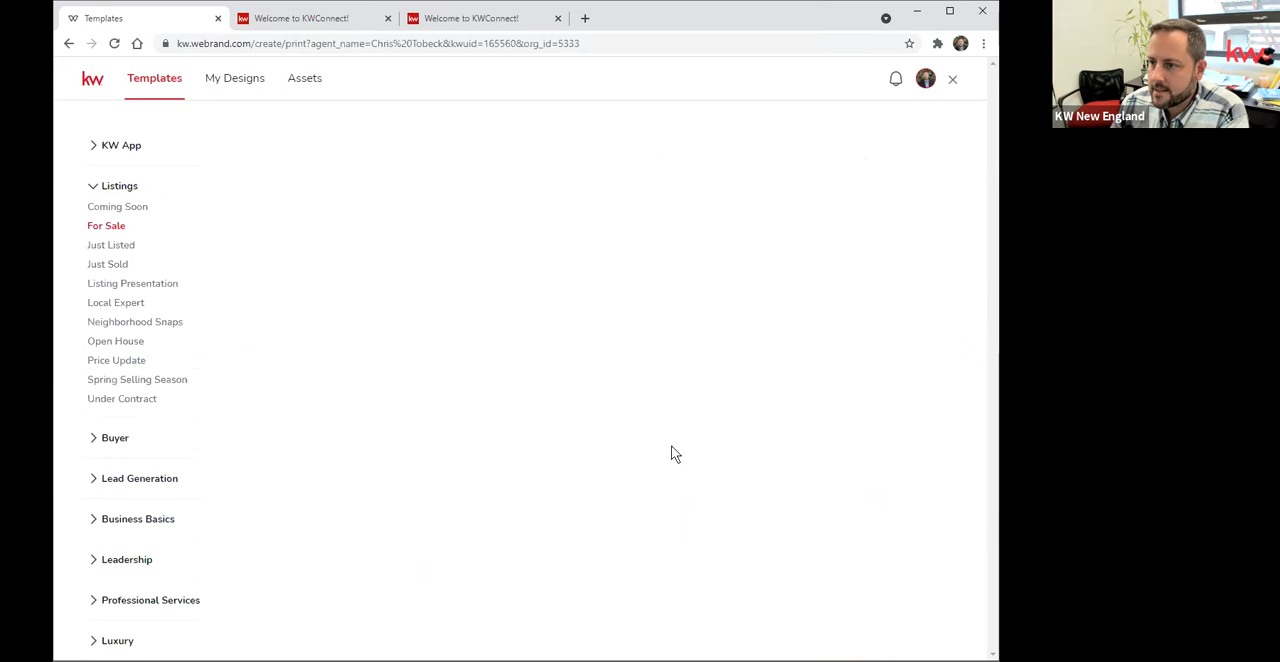 Templates
Welcome to KWConnect!
Welcome to KWConnect!
kw.webrand.com/create/print?agent_name=Chris%20Tobeck&kwuid=165560&org_id=5333
kw
Templates
My Designs
Assets
KW App
Listings
Coming Soon
For Sale
Just Listed
Just Sold
Listing Presentation
Local Expert
Neighborhood Snaps
Open House
Price Update
Spring Selling Season
Under Contract
Buyer
Lead Generation
Business Basics
Leadership
Professional Services
Luxury
kw
KW New England